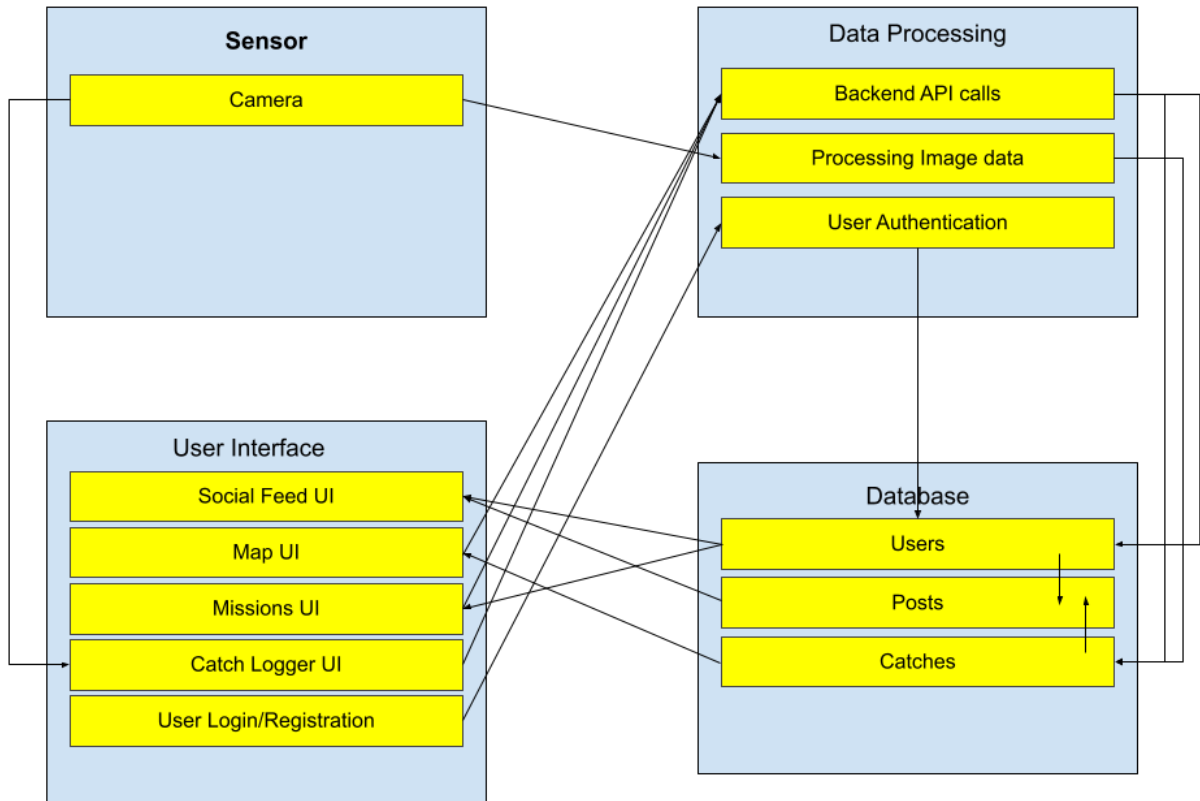 Sensor
Camera
Data Processing
Backend API calls
Processing Image data
User Authentication
User Interface
Social Feed UI
Map UI
Missions UI
Catch Logger UI
User Login/Registration
Database
Users
Posts
Catches